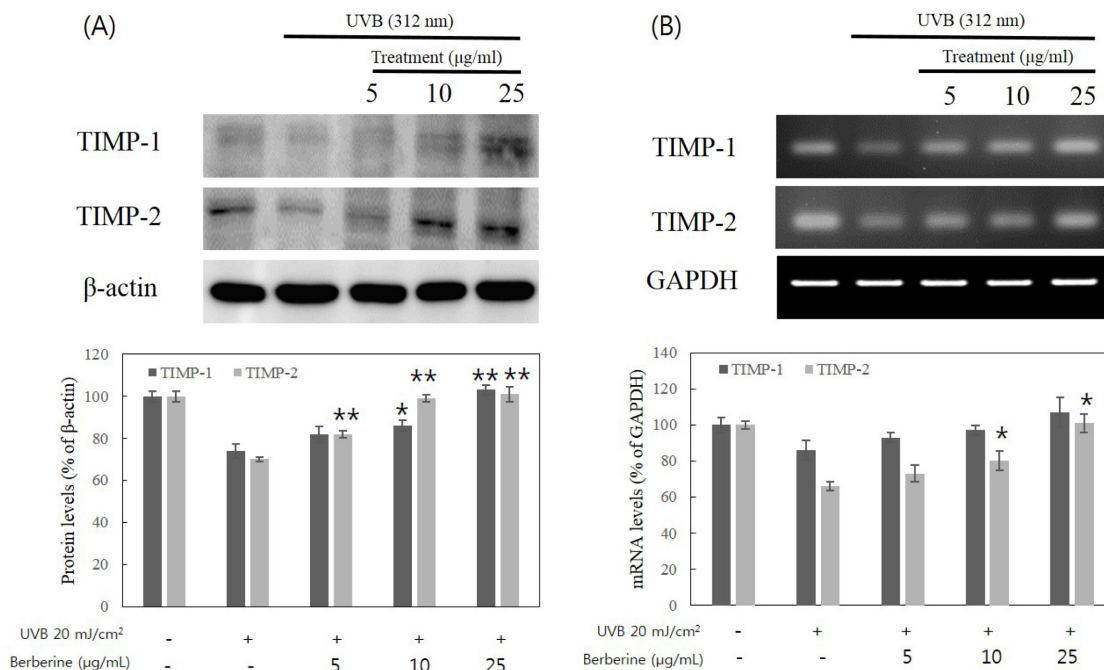 (A)
UVB (312 nm)
Treatment (μg/ml)
5 10 25
TIMP-1
TIMP-2
β-actin
Protein levels (% of β-actin)
120
100
80
60
40
20
0
TIMP-1 TIMP-2
** * ** ** **
UVB 20 mJ/cm² - + + + +
Berberine (μg/mL) - - 5 10 25
(B)
UVB (312 nm)
Treatment (μg/ml)
5 10 25
TIMP-1
TIMP-2
GAPDH
mRNA levels (% of GAPDH)
140
120
100
80
60
40
20
0
TIMP-1 TIMP-2
* *
UVB 20 mJ/cm² - + + + +
Berberine (μg/mL) - - 5 10 25